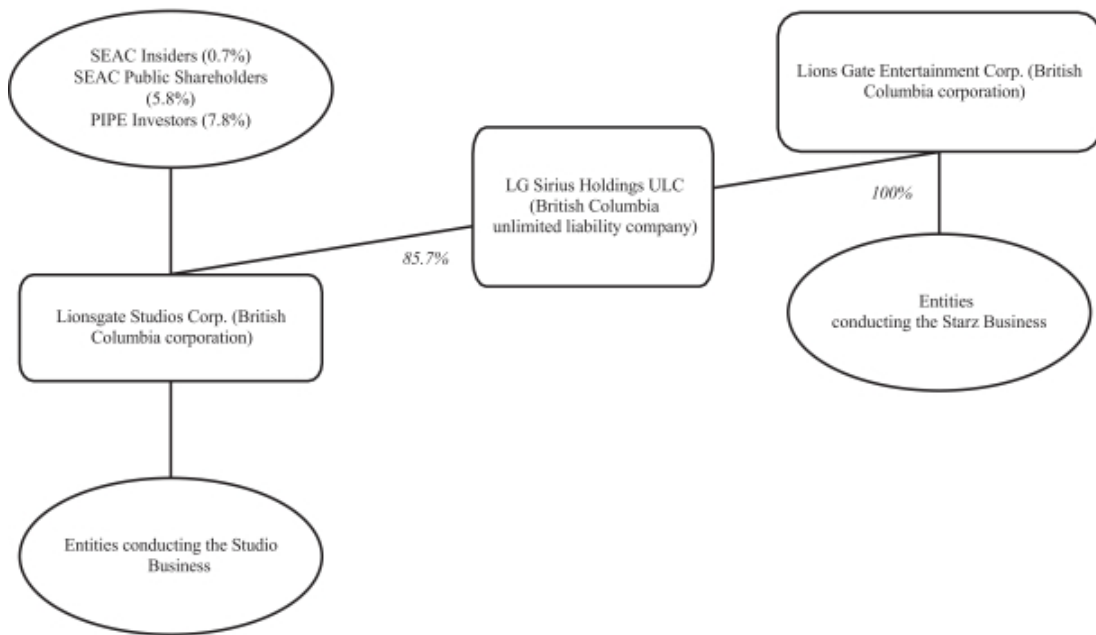 SEAC Insiders (0.7%)
SEAC Public Shareholders
(5.8%)
PIPE Investors (7.8%)
Lions Gate Entertainment Corp. (British
Columbia corporation)
LG Sirius Holdings ULC
(British Columbia
unlimited liability company)
100%
85.7%
Lionsgate Studios Corp. (British
Columbia corporation)
Entities
conducting the Starz Business
Entities conducting the Studio
Business